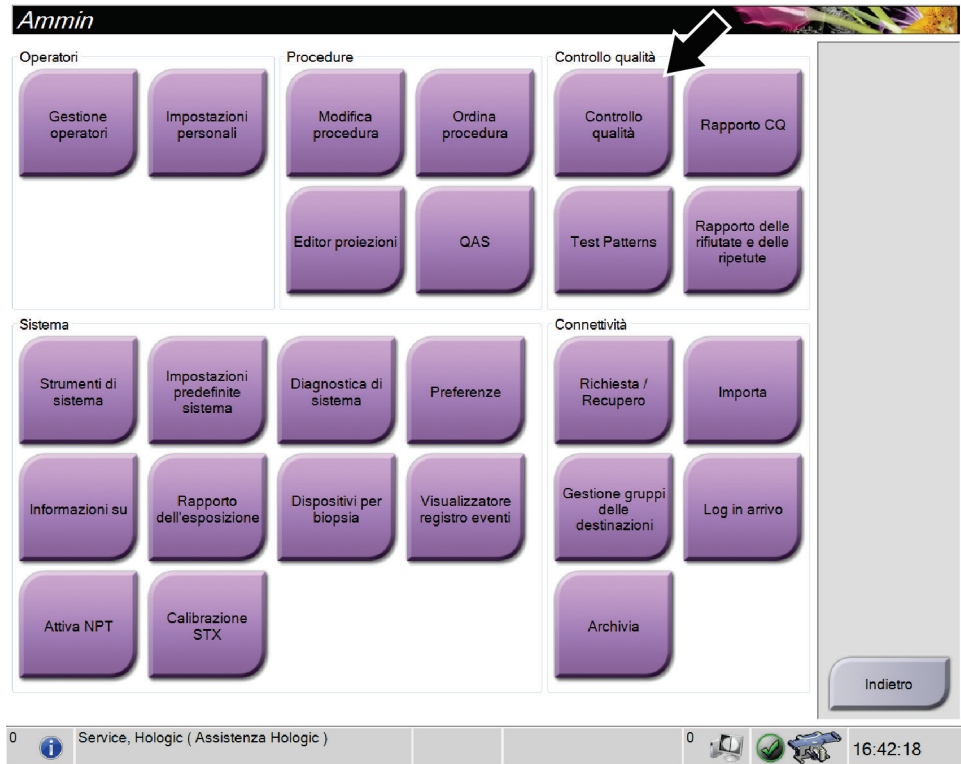 Ammin
Operatori
Gestione
operatori
Impostazioni
personali
Procedure
Modifica
procedura
Ordina
procedura
Editor proiezioni
QAS
Controllo qualità
Controllo
qualità
Rapporto CQ
Test Patterns
Rapporto delle
rifiutate e delle
ripetute
Sistema
Strumenti di
sistema
Impostazioni
predefinite
sistema
Diagnostica di
sistema
Preferenze
Informazioni su
Rapporto
dell'esposizione
Dispositivi per
biopsia
Visualizzatore
registro eventi
Attiva NPT
Calibrazione
STX
Connettività
Richiesta /
Recupero
Importa
Gestione gruppi
delle
destinazioni
Log in arrivo
Archivia
Indietro
0
Service, Hologic ( Assistenza Hologic )
0
16:42:18